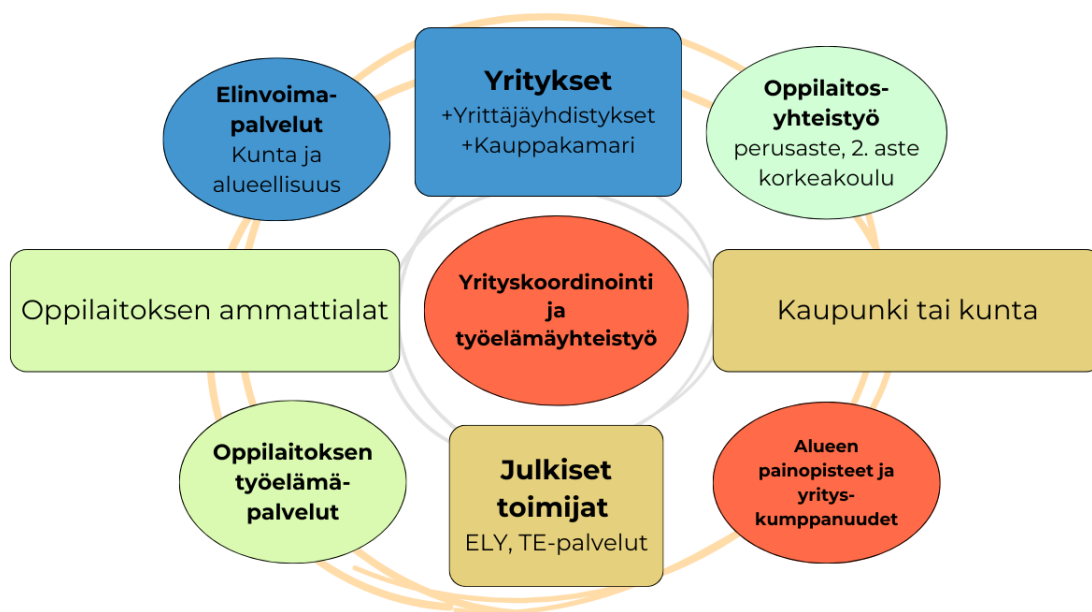 Elinvoima-
palvelut
Kunta ja
alueellisuus
Yritykset
+Yrittäjäyhdistykset
+Kauppakamari
Oppilaitos-
yhteistyö
perusaste, 2. aste
korkeakoulu
Oppilaitoksen ammattialat
Yrityskoordinointi
ja
työelämäyhteistyö
Kaupunki tai kunta
Oppilaitoksen
työelämä-
palvelut
Julkiset
toimijat
ELY, TE-palvelut
Alueen
painopisteet ja
yritys-
kumppanuudet